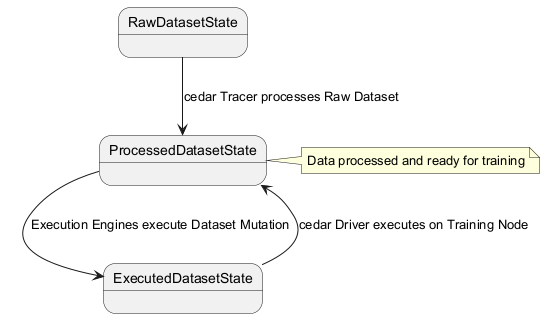 RawDatasetState
cedar Tracer processes Raw Dataset
ProcessedDatasetState
Data processed and ready for training
Execution Engines execute Dataset Mutation
cedar Driver executes on Training Node
ExecutedDatasetState